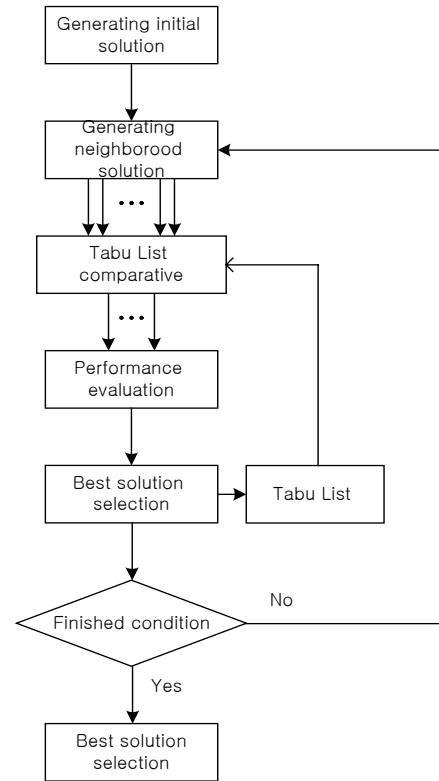 Generating initial
solution
Generating
neighborood
solution
...
Tabu List
comparative
...
Performance
evaluation
Best solution
selection
Tabu List
Finished condition
No
Yes
Best solution
selection